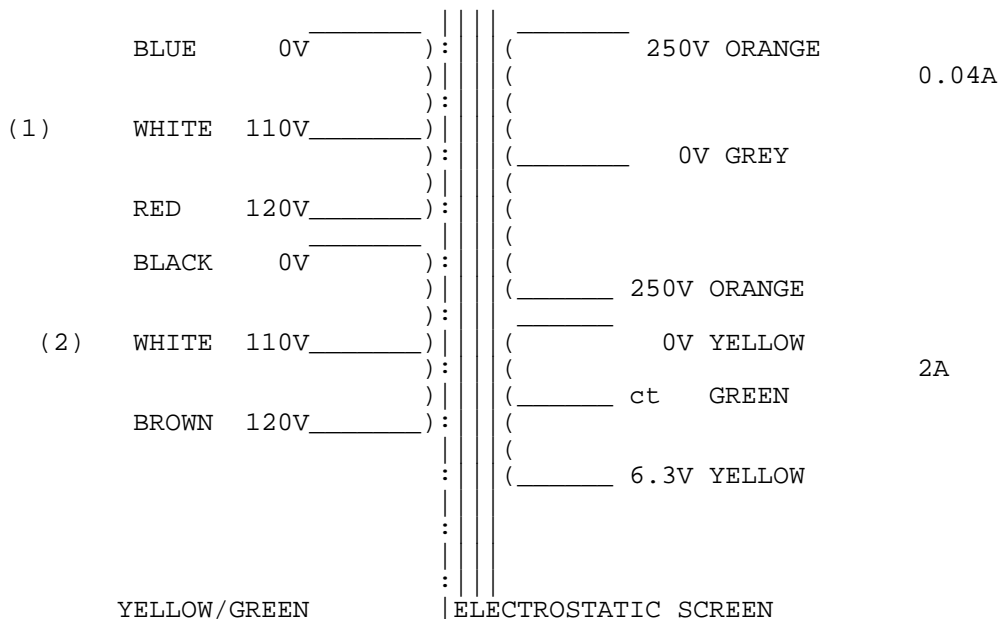 BLUE 0V 250V ORANGE
0.04A
(1) WHITE 110V
0V GREY
RED 120V
BLACK 0V
250V ORANGE
(2) WHITE 110V 0V YELLOW
2A
ct GREEN
BROWN 120V
6.3V YELLOW
YELLOW/GREEN ELECTROSTATIC SCREEN